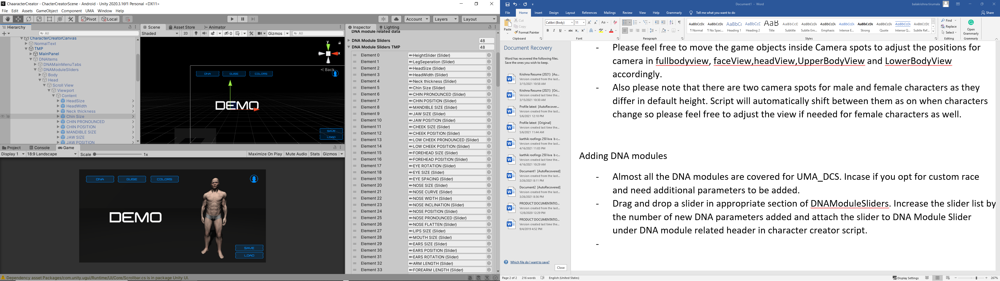 ChaaracterCreator - ChacterCreatorScene - Android - Unity 2020.3.16f1 Personal <DX11>
File Edit Assets GameObject Component UMA Window Help
Pivot Local Account Layers Layout
Hierarchy
All
CharacterCreatorCanvas
NormalText
TMP
MainPanel
DNAItems
DNAMainMenuTabs
DNAModuleSliders
Body
Head
Scroll View
Viewport
Content
HeadSize
HeadWidth
Neck thickness
Chin Size
CHIN PRONOUNCED
CHIN POSITION
MANDIBLE SIZE
JAW SIZE
JAW POSITION
Scene Asset Store Animator
Shaded 2D 0 Gizmos All
y
x
Back
DNA GUISE COLORS
DEMO
SAVE
LOAD
Project Console Game
Display 1 18:9 Landscape Scale 1x Maximize On Play Mute Audio Stats Gizmos
DNA GUISE COLORS
DEMO
SAVE
LOAD
Dependency asset Packages/com.unity.ugui/Runtime/UI/Core/Scrollbar.cs is in package Unity UI.
Inspector Lighting
DNA module related data
DNA Module Sliders 48
DNA Module Sliders TMP 48
Element 0 HeightSlider (Slider)
Element 1 LegSeperation (Slider)
Element 2 HeadSize (Slider)
Element 3 HeadWidth (Slider)
Element 4 Neck thickness (Slider)
Element 5 Chin Size (Slider)
Element 6 CHIN PRONOUNCED (Slider)
Element 7 CHIN POSITION (Slider)
Element 8 MANDIBLE SIZE (Slider)
Element 9 JAW SIZE (Slider)
Element 10 JAW POSITION (Slider)
Element 11 CHEEK SIZE (Slider)
Element 12 CHEEK POSITION (Slider)
Element 13 LOW CHEEK PRONOUNCED (Slider)
Element 14 LOW CHEEK POSITION (Slider)
Element 15 FOREHEAD SIZE (Slider)
Element 16 FOREHEAD POSITION (Slider)
Element 17 EYE ROTATION (Slider)
Element 18 EYE SIZE (Slider)
Element 19 EYE SPACING (Slider)
Element 20 NOSE SIZE (Slider)
Element 21 NOSE CURVE (Slider)
Element 22 NOSE WIDTH (Slider)
Element 23 NOSE INCLINATION (Slider)
Element 24 NOSE POSITION (Slider)
Element 25 NOSE PRONOUNCED (Slider)
Element 26 NOSE FLATTEN (Slider)
Element 27 LIPS SIZE (Slider)
Element 28 MOUTH SIZE (Slider)
Element 29 EARS SIZE (Slider)
Element 30 EARS POSITION (Slider)
Element 31 EARS ROTATION (Slider)
Element 32 ARM LENGTH (Slider)
Element 33 FOREARM LENGTH (Slider)
Document1 - Word
balakrishna tirumala
File Home Insert Design Layout References Mailings Review View Help Grammarly Tell me what you want to do Share
Paste
Cut
Copy
Format Painter
Clipboard
Calibri (Body) 11
Font
Paragraph
AaBbCcDc AaBbCcDc AaBbCc AaBbCcC AaB AaBbCcC AaBbCcDc AaBbCcDc AaBbCcDc AaBbCcDc AaBbCcDc AaBbCcDc AABBCCDC
¶ Normal ¶ No Spac... Heading 1 Heading 2 Title Subtitle Subtle Em... Emphasis Intense E... Strong Quote Intense Q... Subtle Ref...
Styles
Find
Replace
Select
Editing
Open
Grammarly
Grammarly
Document Recovery
Word has recovered the following files.
Save the ones you wish to keep.
Krishna Resume (2021) [Au...
Version created from the last...
3/15/2021 10:58 AM
Krishna Resume (2021) [Ori...
Version created last time the...
3/15/2021 10:30 AM
Profile latest [AutoRecover...
Version created from the last...
5/6/2021 12:10 PM
Profile latest [Original]
Version created last time the...
5/6/2021 11:44 AM
karthik roofings 250 kva b c...
Version created from the last...
4/16/2021 11:03 PM
karthik roofings 250 kva b c...
Version created last time the...
4/16/2021 10:29 AM
Document1 [AutoRecovered]
Version created from the last...
3/26/2021 8:11 PM
Document2 [AutoRecovered]
Version created from the last...
3/26/2021 8:36 PM
PRODUCT DOCUMENTATIO...
Version created from the last...
12/8/2020 12:29 PM
PRODUCT DOCUMENTATIO...
Version created last time the...
9/4/2019 4:52 PM
Which file do I want to save?
Close
- Please feel free to move the game objects inside Camera spots to adjust the positions for
camera in fullbodyview, faceView,headView,UpperBodyView and LowerBodyView
accordingly.
- Also please note that there are two camera spots for male and female characters as they
differ in default height. Script will automatically shift between them as on when characters
change so please feel free to adjust the view if needed for female characters as well.
Adding DNA modules
- Almost all the DNA modules are covered for UMA_DCS. Incase if you opt for custom race
and need additional parameters to be added.
- Drag and drop a slider in appropriate section of DNAModuleSliders. Increase the slider list by
the number of new DNA parameters added and attach the slider to DNA Module Slider
under DNA module related header in character creator script.
-
Page 2 of 2 216 words English (United States) Display Settings 267%